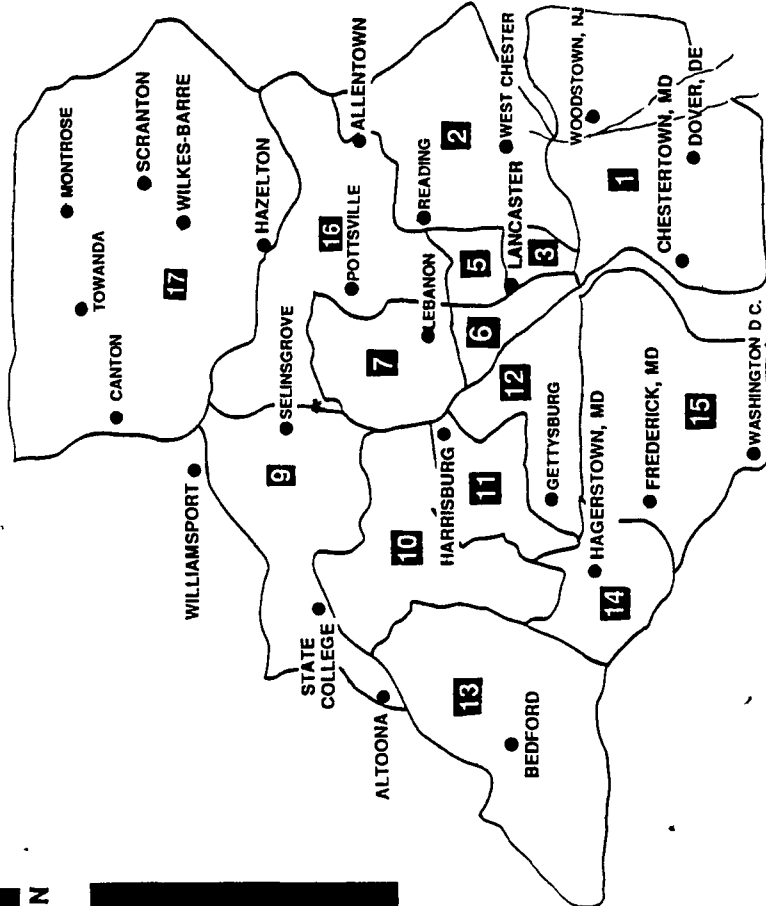 MONTROSE
TOWANDA
SCRANTON
CANTON
WILKES-BARRE
17
HAZELTON
WILLIAMSPORT
SELINSGROVE
9
16
POTTSVILLE
ALLENTOWN
STATE
COLLEGE
ALTOONA
7
LEBANON
READING
2
10
HARRISBURG
5
6
LANCASTER
WEST CHESTER
3
13
BEDFORD
11
12
GETTYSBURG
WOODSTOWN, NJ
14
HAGERSTOWN, MD
FREDERICK, MD
15
1
CHESTERTOWN, MD
DOVER, DE
WASHINGTON D C.
N